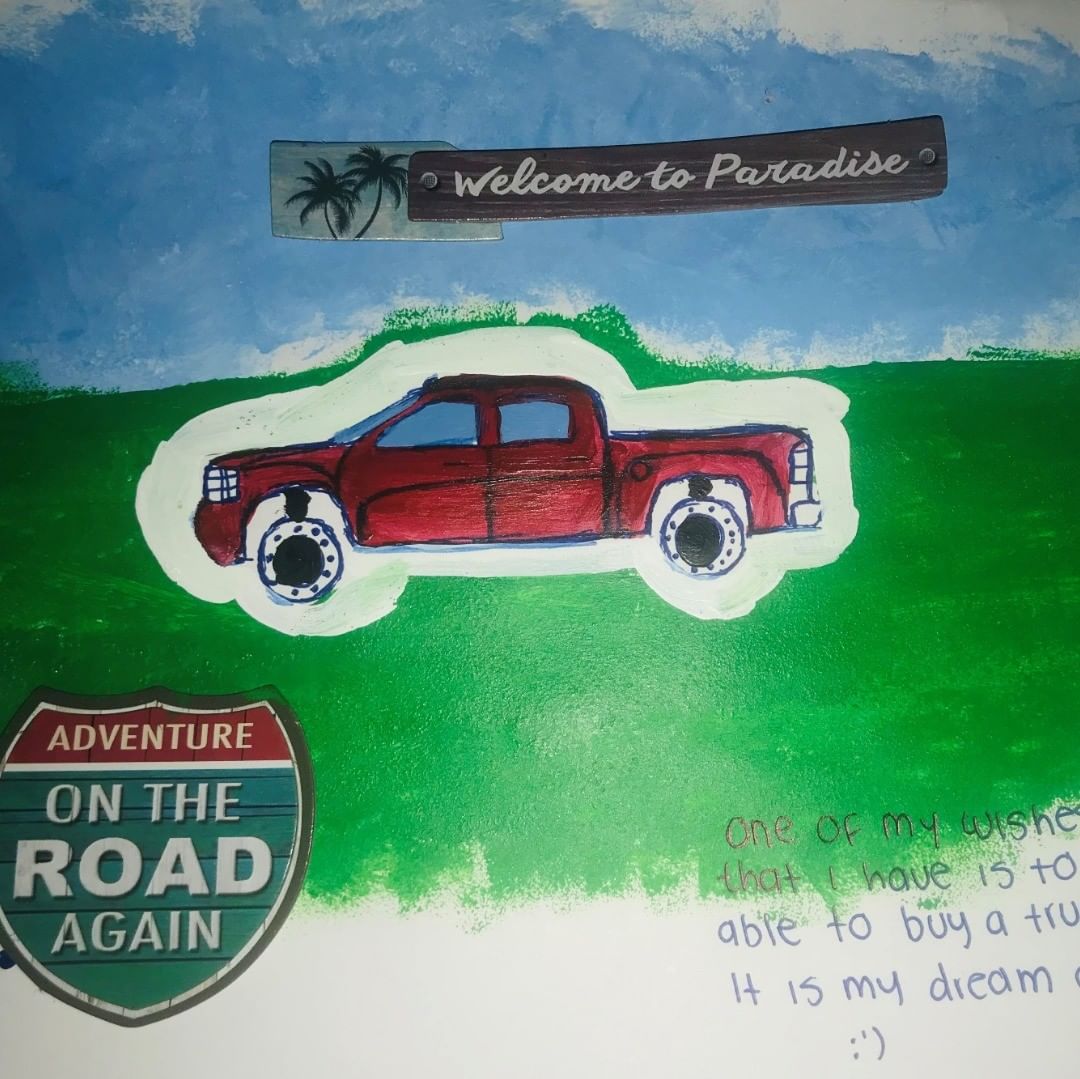 Welcome to Paradise
ADVENTURE
ON THE
ROAD
AGAIN
One of my
that i have is to
able to buy a
It is my dream
:')